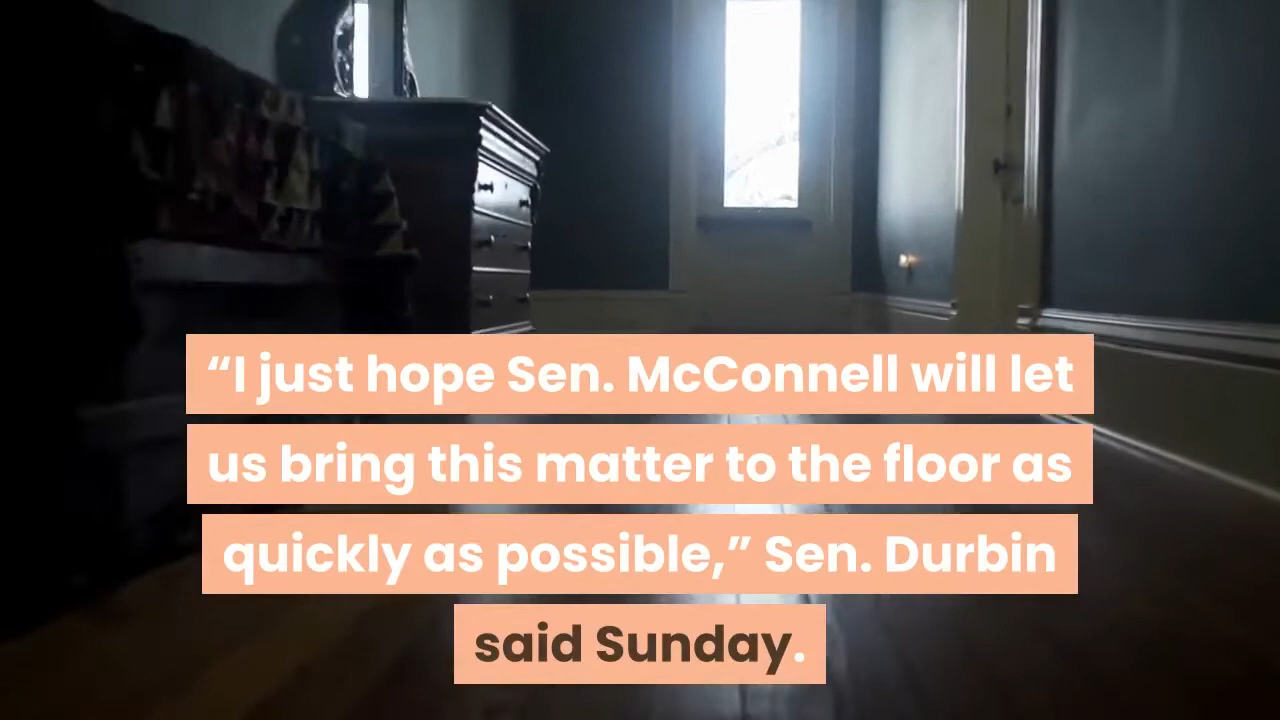 “I just hope Sen. McConnell will let
us bring this matter to the floor as
quickly as possible,” Sen. Durbin
said Sunday.